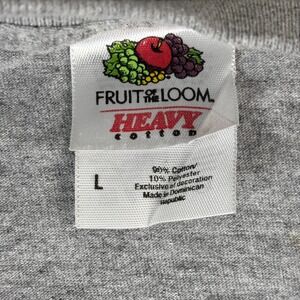 FRUIT OF THE LOOM
HEAVY
cotton
L
90% Cotton/
10% Polyester
Exclusive of decoration
Made in Dominican
Republic